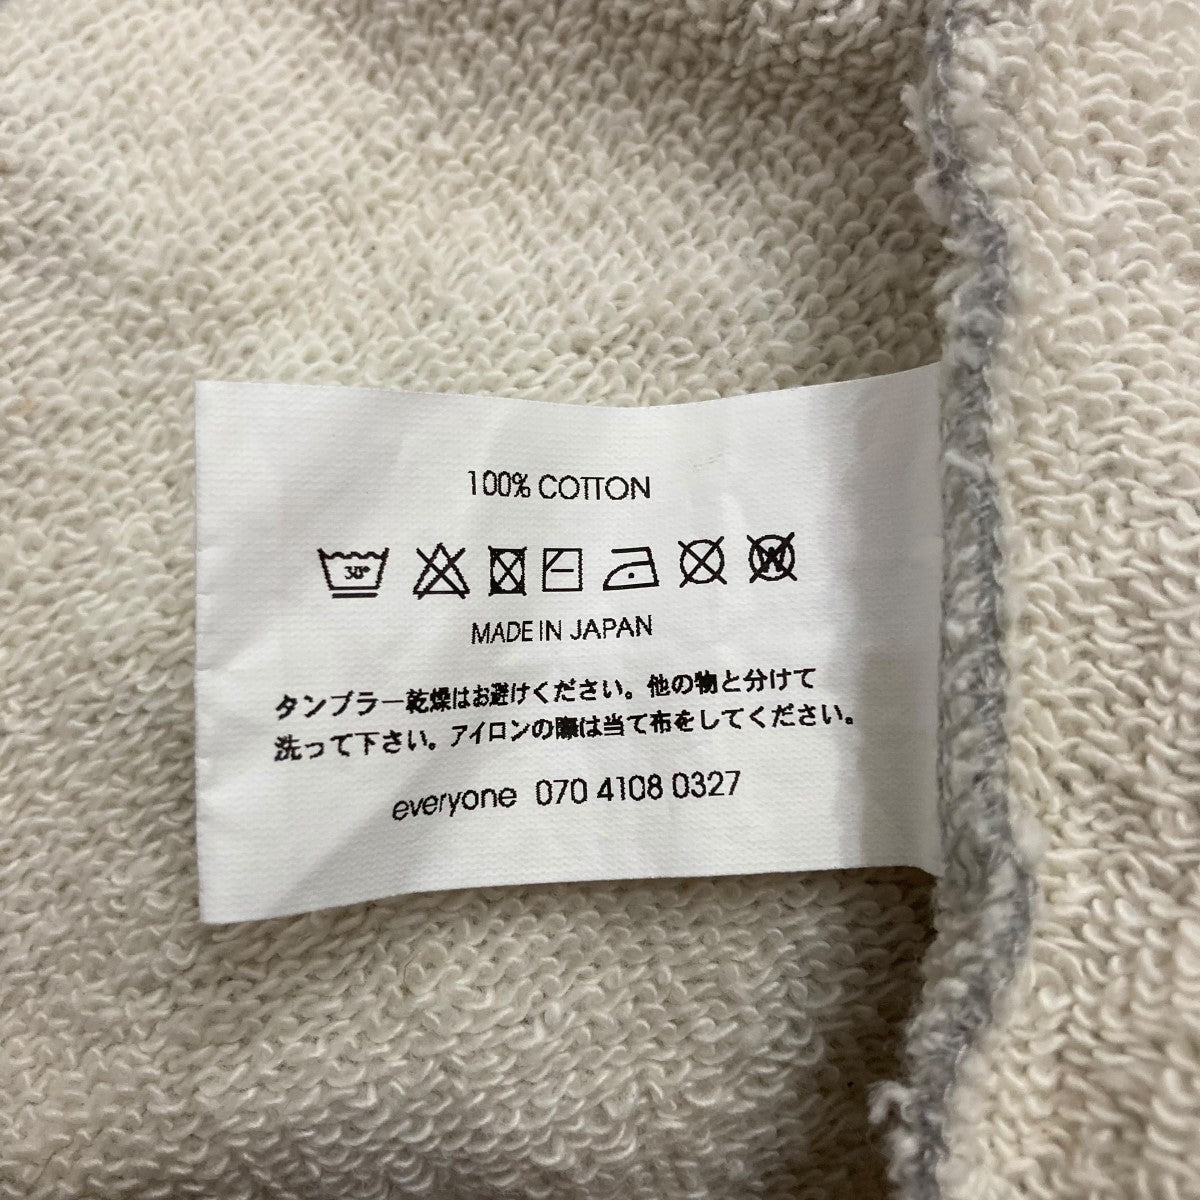 100% COTTON
30°
W
MADE IN JAPAN
タンブラー乾燥はお避けください。他の物と分けて
洗って下さい。アイロンの際は当て布をしてください。
everyone 070 4108 0327